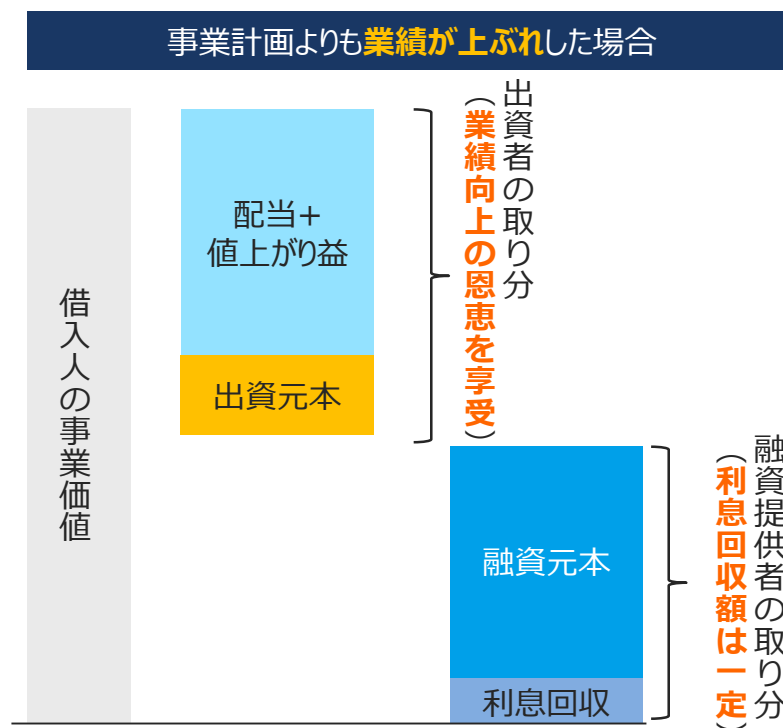 事業計画よりも業績が上ぶれした場合
借入人の事業価値
配当+
値上がり益
出資元本
出資者の取り分
（業績向上の恩恵を享受）
融資元本
利息回収
融資提供者の取り分
（利息回収額は一定）